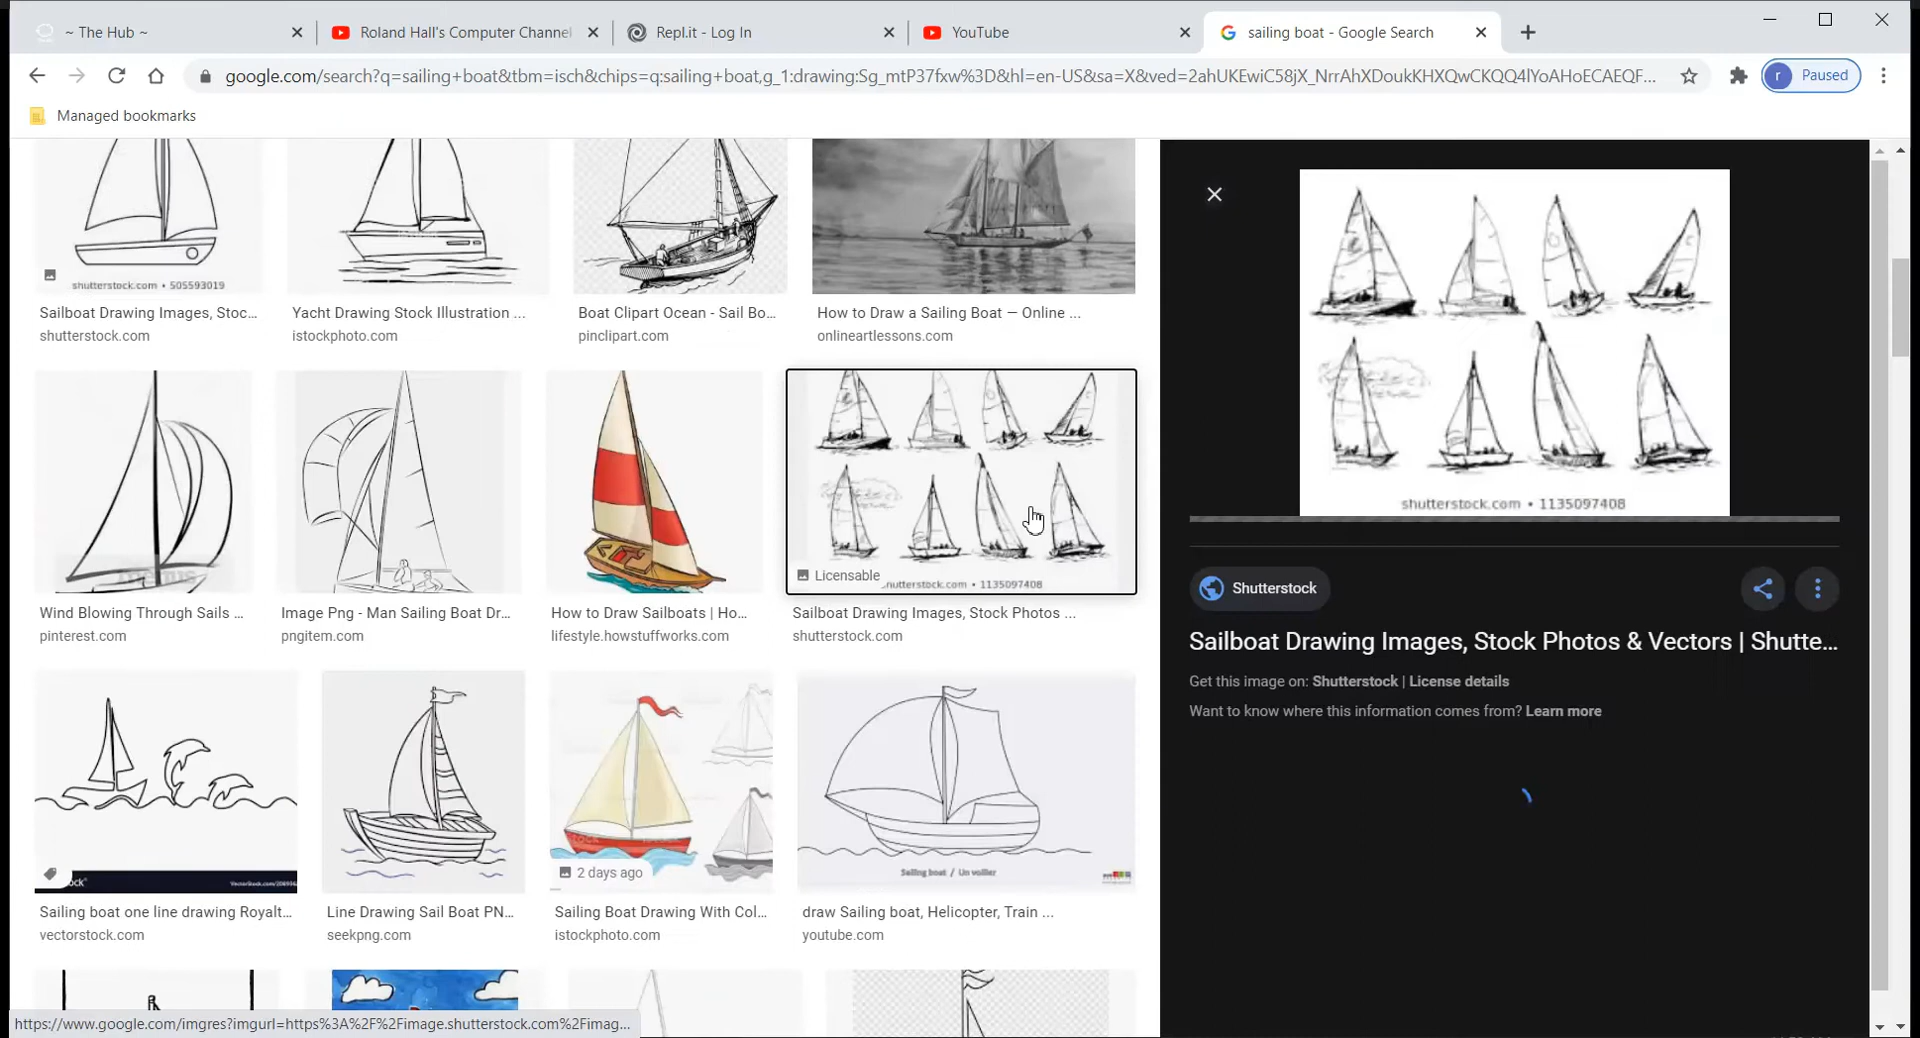 ~ The Hub ~
Roland Hall's Computer Channel
Repl.it - Log In
YouTube
sailing boat - Google Search
google.com/search?q=sailing+boat&tbm=isch&chips=q:sailing+boat,g_1:drawing:Sg_mtP37fxw%3D&hl=en-US&sa=X&ved=2ahUKEwiC58jX_NrrAhXDoukKHXQwCKQQ4lYoAHoECAEQF...
r Paused
Managed bookmarks
shutterstock.com • 505593019
Sailboat Drawing Images, Stoc...
shutterstock.com
Yacht Drawing Stock Illustration ...
istockphoto.com
Boat Clipart Ocean - Sail Bo...
pinclipart.com
How to Draw a Sailing Boat — Online ...
onlineartlessons.com
Licensable
shutterstock.com • 1135097408
Wind Blowing Through Sails ...
pinterest.com
Image Png - Man Sailing Boat Dr...
pngitem.com
How to Draw Sailboats | Ho...
lifestyle.howstuffworks.com
Sailboat Drawing Images, Stock Photos ...
shutterstock.com
2 days ago
Sailing boat / Un voilier
Sailing boat one line drawing Royalt...
vectorstock.com
Line Drawing Sail Boat PN...
seekpng.com
Sailing Boat Drawing With Col...
istockphoto.com
draw Sailing boat, Helicopter, Train ...
youtube.com
https://www.google.com/imgres?imgurl=https%3A%2F%2Fimage.shutterstock.com%2Fimag...
shutterstock.com • 1135097408
Shutterstock
Sailboat Drawing Images, Stock Photos & Vectors | Shutte...
Get this image on: Shutterstock | License details
Want to know where this information comes from? Learn more